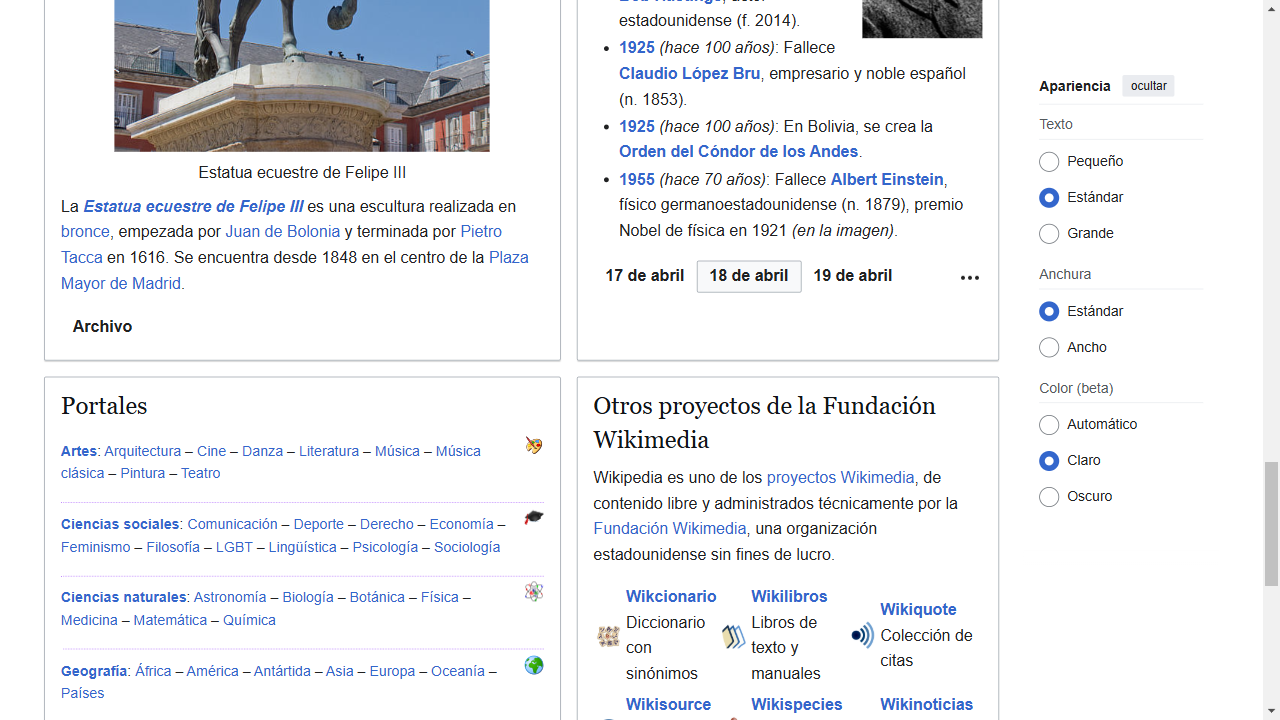 Estatua ecuestre de Felipe III
La Estatua ecuestre de Felipe III es una escultura realizada en
bronce, empezada por Juan de Bolonia y terminada por Pietro
Tacca en 1616. Se encuentra desde 1848 en el centro de la Plaza
Mayor de Madrid.
Archivo
estadounidense (f. 2014).
1925 (hace 100 años): Fallece
Claudio López Bru, empresario y noble español
(n. 1853).
1925 (hace 100 años): En Bolivia, se crea la
Orden del Cóndor de los Andes.
1955 (hace 70 años): Fallece Albert Einstein,
físico germanoestadounidense (n. 1879), premio
Nobel de física en 1921 (en la imagen).
17 de abril 18 de abril 19 de abril
Portales
Artes: Arquitectura – Cine – Danza – Literatura – Música – Música
clásica – Pintura – Teatro
Ciencias sociales: Comunicación – Deporte – Derecho – Economía –
Feminismo – Filosofía – LGBT – Lingüística – Psicología – Sociología
Ciencias naturales: Astronomía – Biología – Botánica – Física –
Medicina – Matemática – Química
Geografía: África – América – Antártida – Asia – Europa – Oceanía –
Países
Otros proyectos de la Fundación
Wikimedia
Wikipedia es uno de los proyectos Wikimedia, de
contenido libre y administrados técnicamente por la
Fundación Wikimedia, una organización
estadounidense sin fines de lucro.
Wikcionario
Diccionario
con
sinónimos
Wikilibros
Libros de
texto y
manuales
Wikiquote
Colección de
citas
Wikisource
Wikispecies
Wikinoticias
Apariencia ocultar
Texto
Pequeño
Estándar
Grande
Anchura
Estándar
Ancho
Color (beta)
Automático
Claro
Oscuro